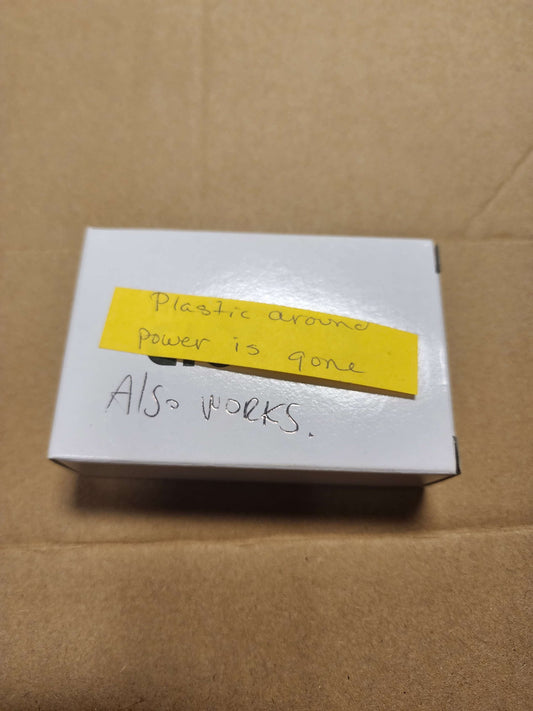 Plastic around
power is gone
Also WORKS.